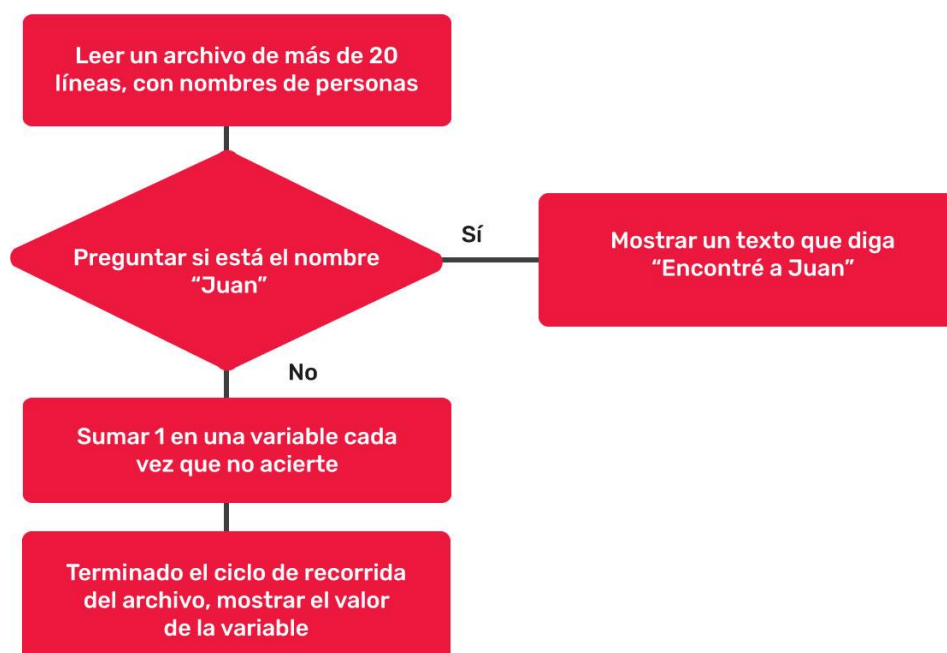 Leer un archivo de más de 20
líneas, con nombres de personas
Preguntar si está el nombre
“Juan”
Sí
Mostrar un texto que diga
“Encontré a Juan”
No
Sumar 1 en una variable cada
vez que no acierte
Terminado el ciclo de recorrida
del archivo, mostrar el valor
de la variable